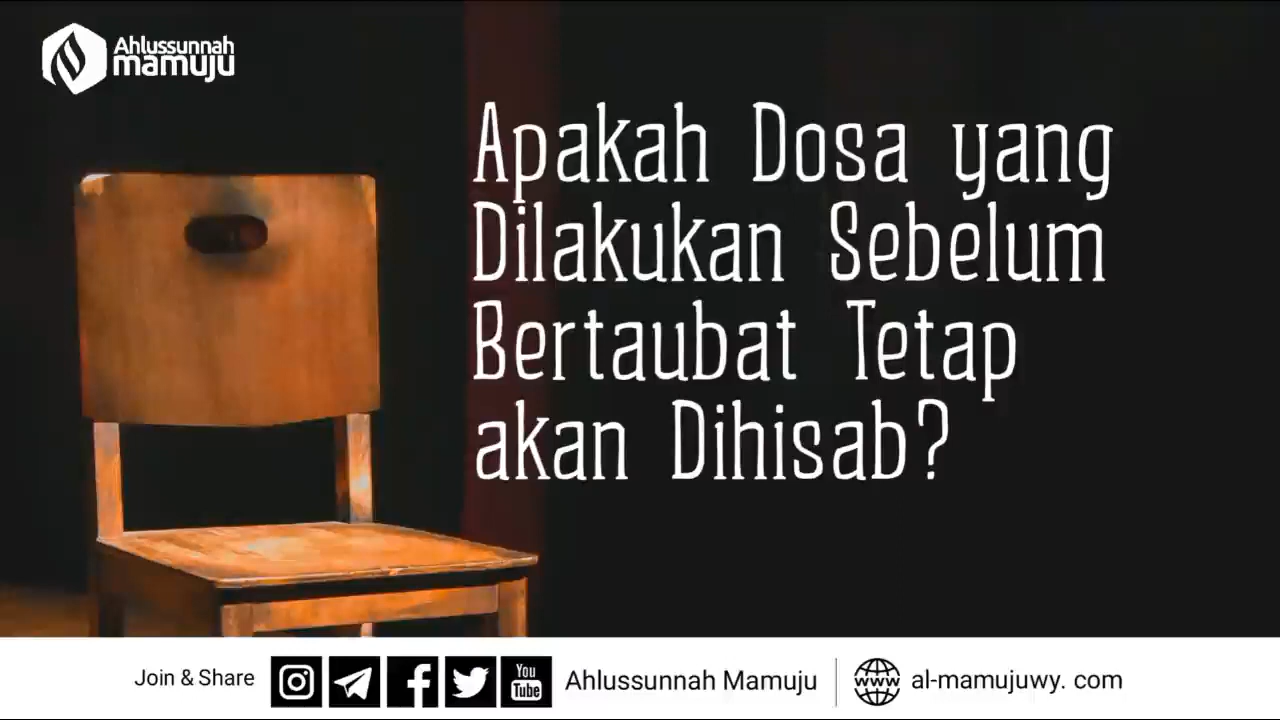 Ahlussunnah
mamuju
Apakah Dosa yang
Dilakukan Sebelum
Bertaubat Tetap
akan Dihisab?
Join & Share
You
Tube
Ahlussunnah Mamuju
www
al-mamujuwy. com